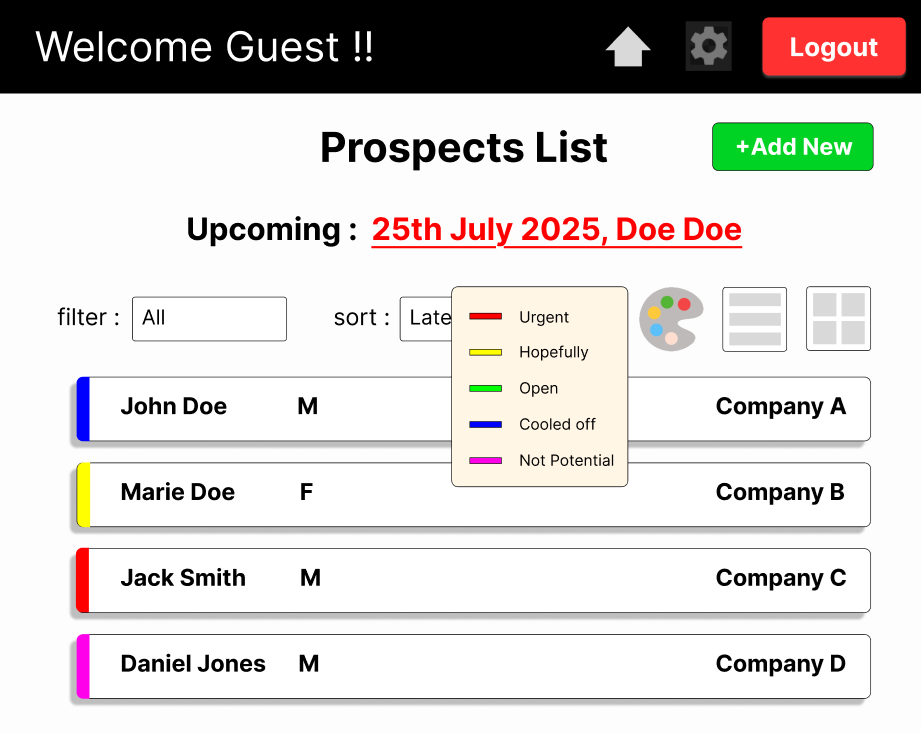 Welcome Guest !!
Logout
Prospects List
+Add New
Upcoming : 25th July 2025, Doe Doe
filter : All
sort : Late
Urgent
Hopefully
Open
Cooled off
Not Potential
John Doe M Company A
Marie Doe F Company B
Jack Smith M Company C
Daniel Jones M Company D